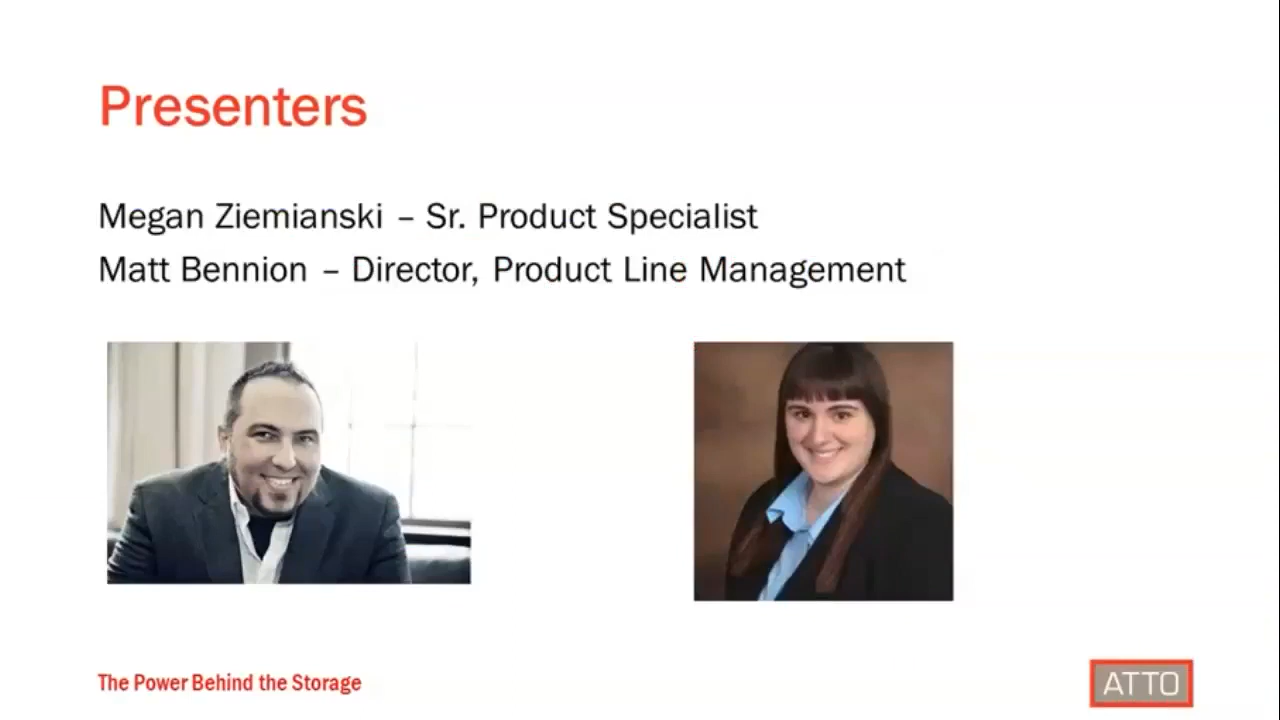 Presenters
Megan Ziemianski – Sr. Product Specialist
Matt Bennion – Director, Product Line Management
The Power Behind the Storage
ATTO